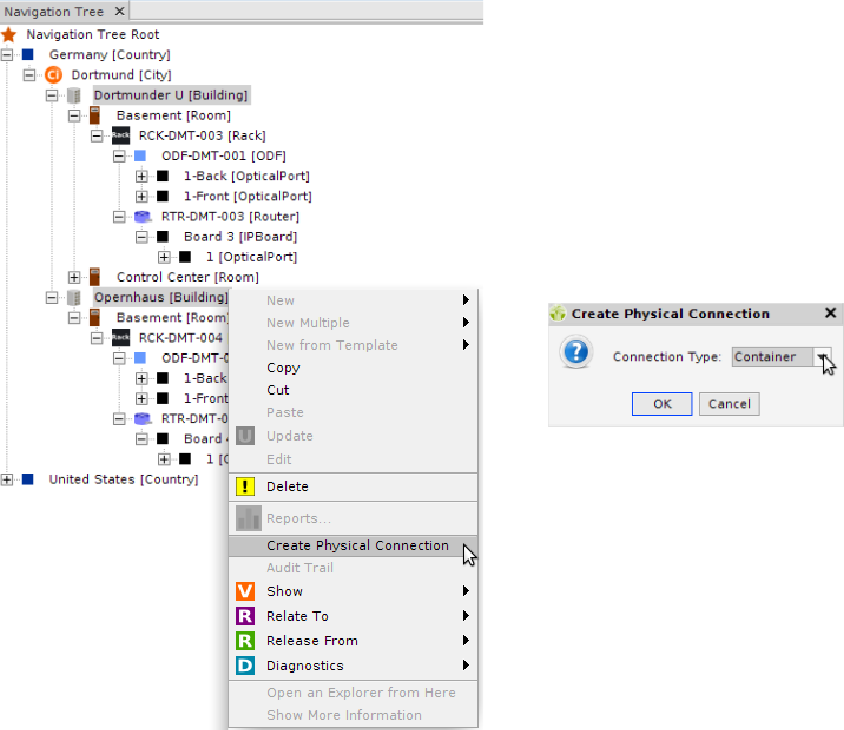 Navigation Tree
Navigation Tree Root
Germany [Country]
Ci Dortmund [City]
Dortmunder U [Building]
Basement [Room]
Rack RCK-DMT-003 [Rack]
ODF-DMT-001 [ODF]
1-Back [OpticalPort]
1-Front [OpticalPort]
RTR-DMT-003 [Router]
Board 3 [IPBoard]
1 [OpticalPort]
Control Center [Room]
Opernhaus [Building]
Basement [Room]
Rack RCK-DMT-004
ODF-DMT-0
1-Back
1-Front
RTR-DMT-0
Board
1 [O
United States [Country]
New
New Multiple
New from Template
Copy
Cut
Paste
U Update
Edit
! Delete
Reports...
Create Physical Connection
Audit Trail
V Show
R Relate To
R Release From
D Diagnostics
Open an Explorer from Here
Show More Information
Create Physical Connection
? Connection Type: Container
OK Cancel